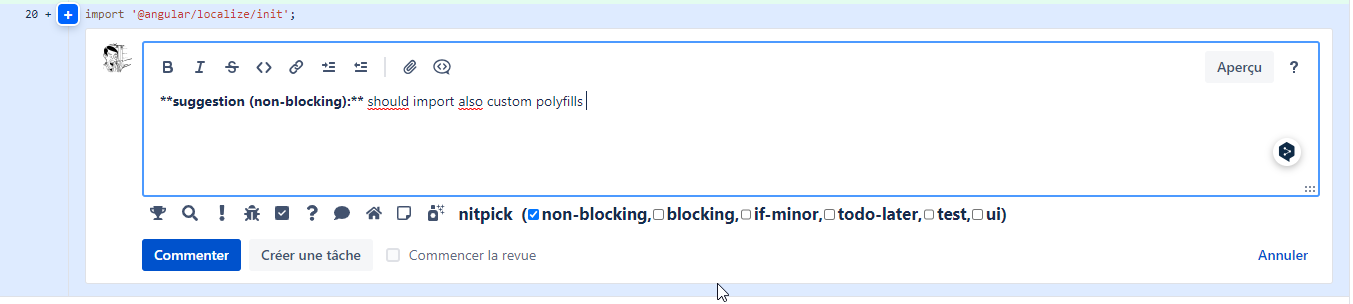 20 + + import '@angular/localize/init';
Aperçu ?
**suggestion (non-blocking):** should import also custom polyfills
nitpick (non-blocking, blocking, if-minor, todo-later, test, ui)
Commenter Créer une tâche Commencer la revue Annuler